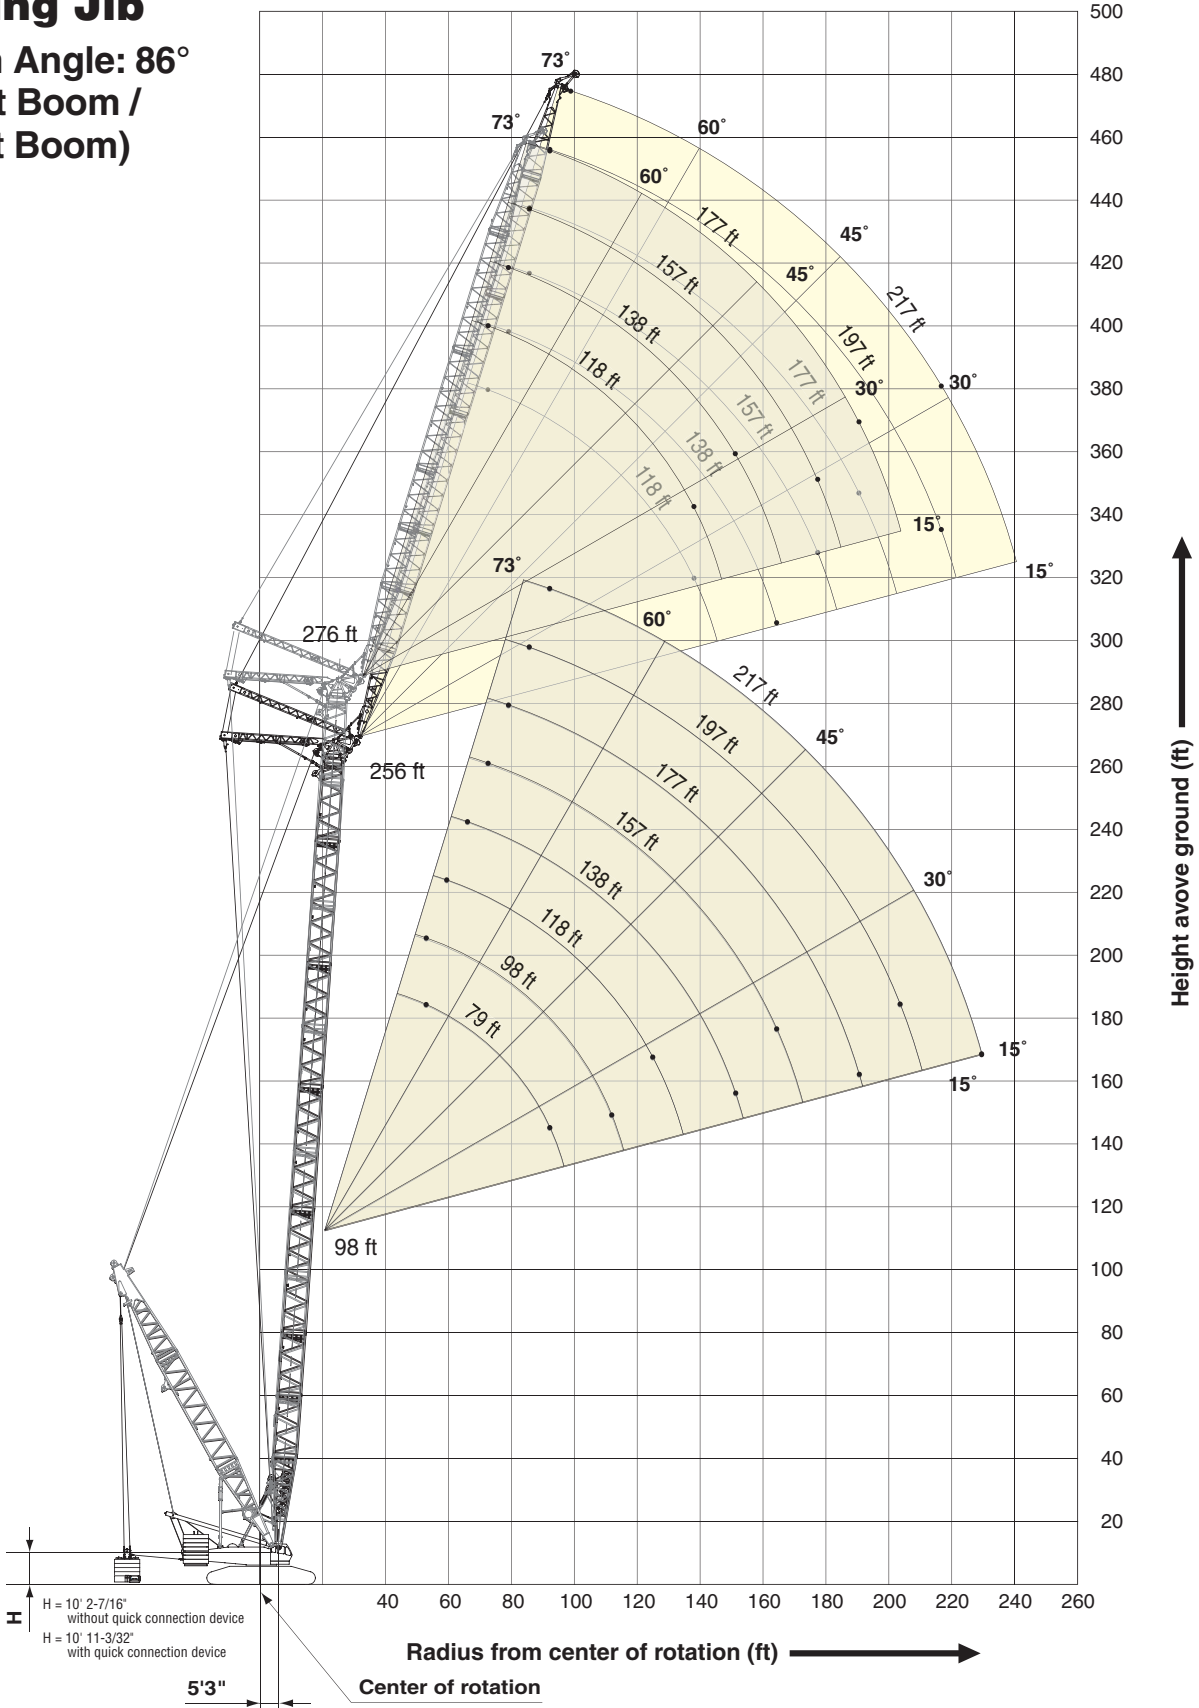 ing Jib
Angle: 86°
t Boom /
t Boom)
500
480
460
440
420
400
380
360
340
320
300
280
260
240
220
200
180
160
140
120
100
80
60
40
20
73°
73°
60°
60°
177 ft
45°
157 ft
45°
217 ft
138 ft
197 ft
118 ft
177 ft
30°
30°
157 ft
138 ft
118 ft
15°
73°
15°
60°
276 ft
217 ft
197 ft
45°
256 ft
177 ft
157 ft
30°
138 ft
118 ft
98 ft
79 ft
15°
15°
98 ft
Height avove ground (ft)
40 60 80 100 120 140 160 180 200 220 240 260
H
H = 10' 2-7/16"
without quick connection device
H = 10' 11-3/32"
with quick connection device
Radius from center of rotation (ft)
5'3"
Center of rotation